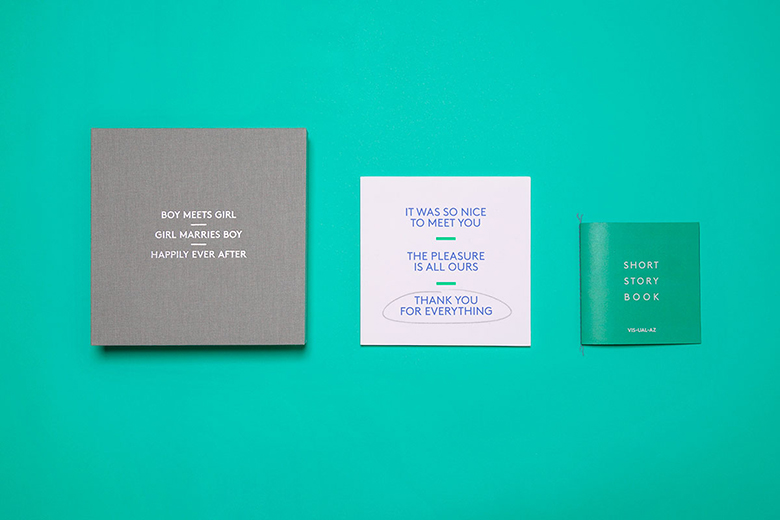 BOY MEETS GIRL
GIRL MARRIES BOY
HAPPILY EVER AFTER
IT WAS SO NICE
TO MEET YOU
THE PLEASURE
IS ALL OURS
THANK YOU
FOR EVERYTHING
SHORT
STORY
BOOK
VIS-UAL-AZ